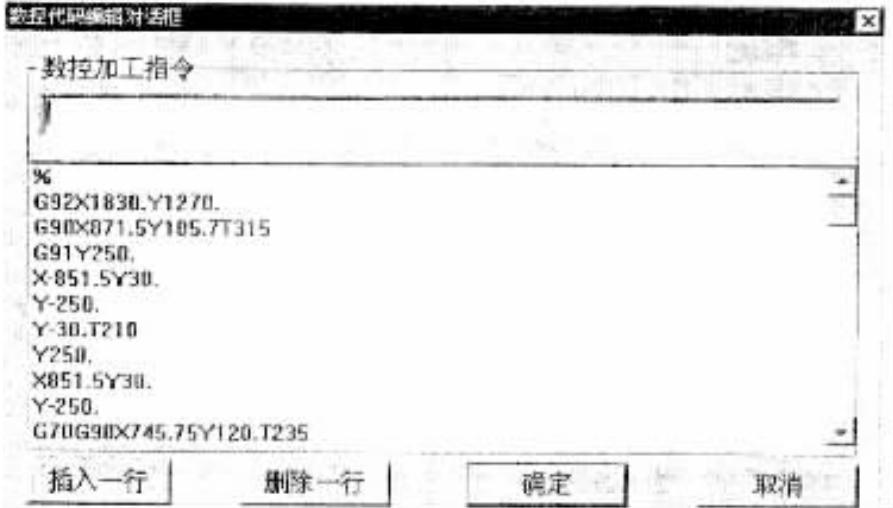 数控代码编辑对话框
数控加工指令
%
G92X1830.Y1270.
G90X871.5Y105.7T315
G91Y250.
X-851.5Y30.
Y-250.
Y-30.T210
Y250.
X851.5Y30.
Y-250.
G70G90X745.75Y120.T235
插入一行 删除一行 确定 取消